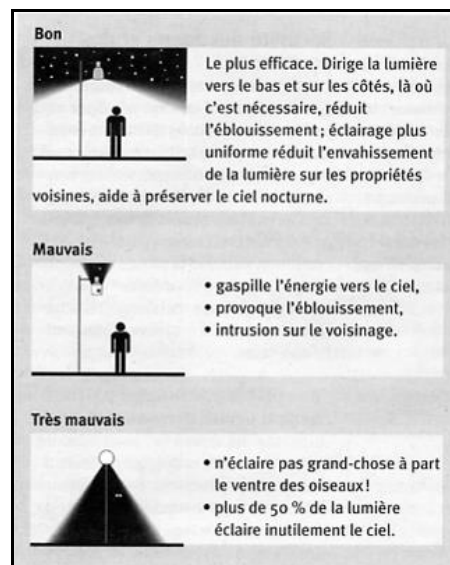 Bon
Le plus efficace. Dirige la lumière
vers le bas et sur les côtés, là où
c'est nécessaire, réduit
l'éblouissement ; éclairage plus
uniforme réduit l'envahissement
de la lumière sur les propriétés
voisines, aide à préserver le ciel nocturne.
Mauvais
• gaspille l'énergie vers le ciel,
• provoque l'éblouissement,
• intrusion sur le voisinage.
Très mauvais
• n'éclaire pas grand-chose à part
le ventre des oiseaux !
• plus de 50 % de la lumière
éclaire inutilement le ciel.